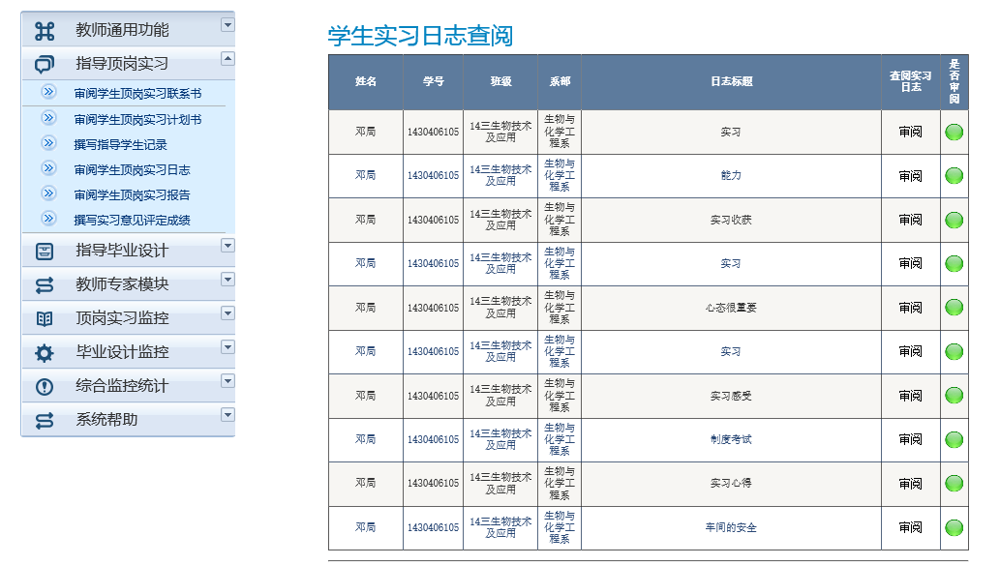 教师通用功能
指导顶岗实习
审阅学生顶岗实习联系书
审阅学生顶岗实习计划书
撰写指导学生记录
审阅学生顶岗实习日志
审阅学生顶岗实习报告
撰写实习意见评定成绩
指导毕业设计
教师专家模块
顶岗实习监控
毕业设计监控
综合监控统计
系统帮助
学生实习日志查阅
姓名 学号 班级 系部 日志标题 查阅实习日志 是否审阅
邓局 1430406105 14三生物技术及应用 生物与化学工程系 实习 审阅
邓局 1430406105 14三生物技术及应用 生物与化学工程系 能力 审阅
邓局 1430406105 14三生物技术及应用 生物与化学工程系 实习收获 审阅
邓局 1430406105 14三生物技术及应用 生物与化学工程系 实习 审阅
邓局 1430406105 14三生物技术及应用 生物与化学工程系 心态很重要 审阅
邓局 1430406105 14三生物技术及应用 生物与化学工程系 实习 审阅
邓局 1430406105 14三生物技术及应用 生物与化学工程系 实习感受 审阅
邓局 1430406105 14三生物技术及应用 生物与化学工程系 制度考试 审阅
邓局 1430406105 14三生物技术及应用 生物与化学工程系 实习心得 审阅
邓局 1430406105 14三生物技术及应用 生物与化学工程系 车间的安全 审阅